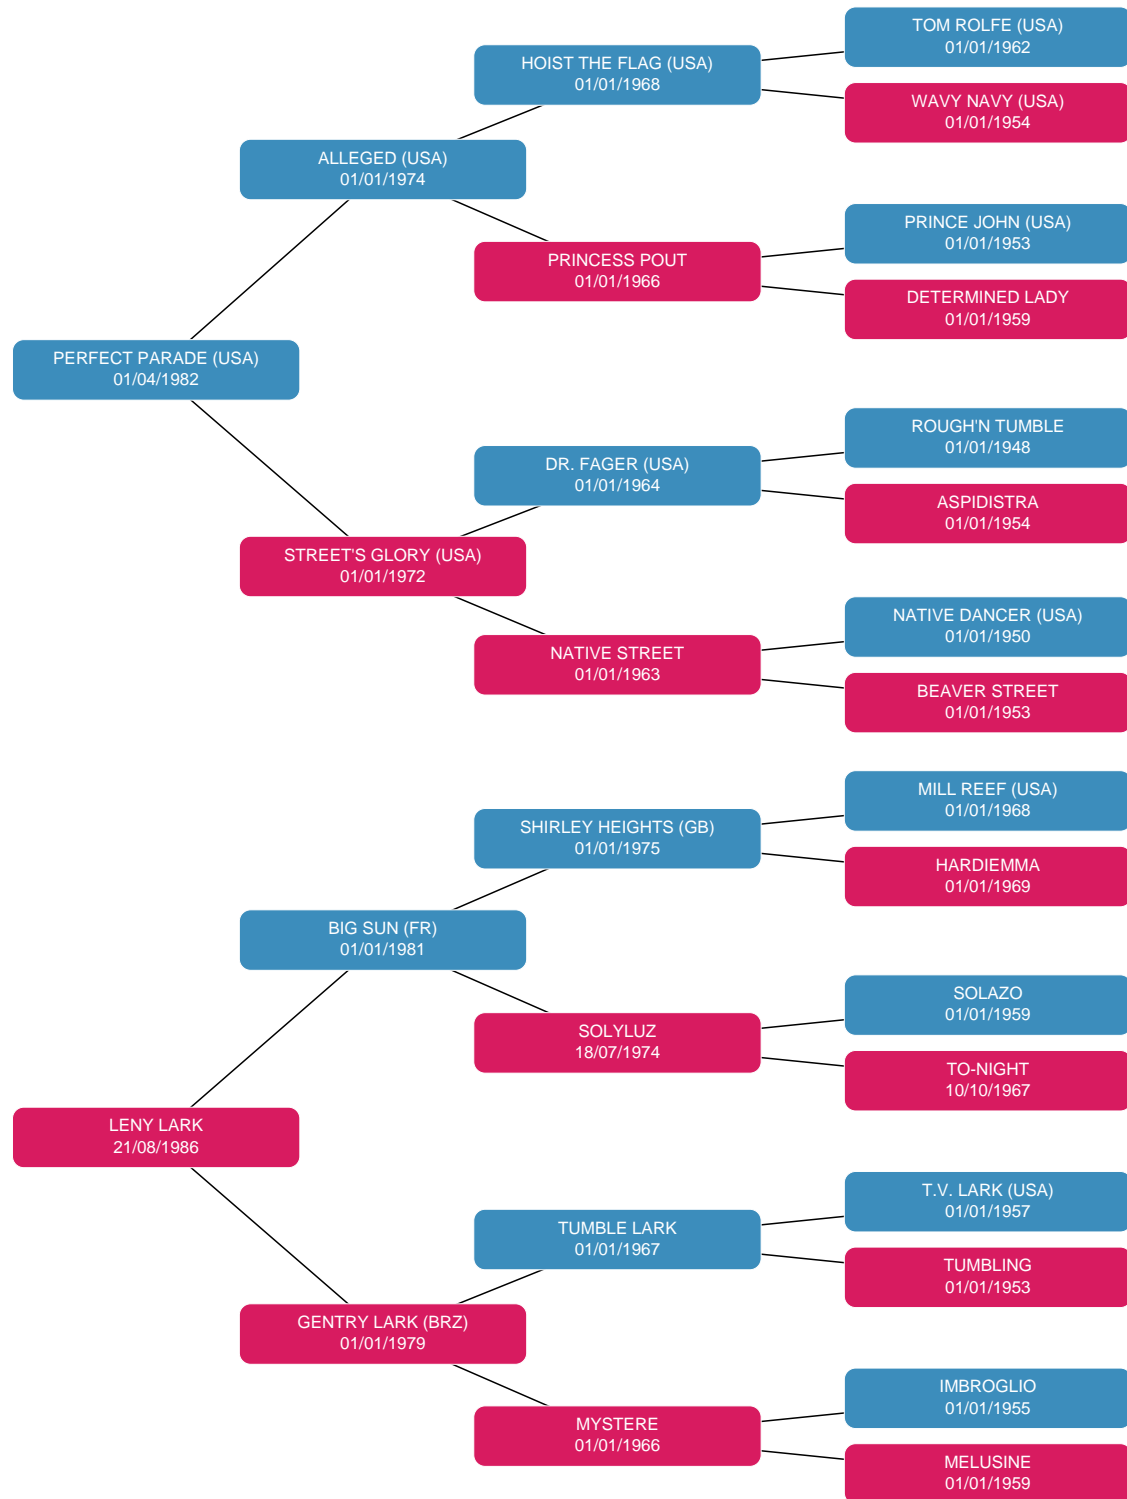 TOM ROLFE (USA)
01/01/1962
HOIST THE FLAG (USA)
01/01/1968
WAVY NAVY (USA)
01/01/1954
ALLEGED (USA)
01/01/1974
PRINCE JOHN (USA)
01/01/1953
PRINCESS POUT
01/01/1966
DETERMINED LADY
01/01/1959
PERFECT PARADE (USA)
01/04/1982
ROUGH'N TUMBLE
01/01/1948
DR. FAGER (USA)
01/01/1964
ASPIDISTRA
01/01/1954
STREET'S GLORY (USA)
01/01/1972
NATIVE DANCER (USA)
01/01/1950
NATIVE STREET
01/01/1963
BEAVER STREET
01/01/1953
MILL REEF (USA)
01/01/1968
SHIRLEY HEIGHTS (GB)
01/01/1975
HARDIEMMA
01/01/1969
BIG SUN (FR)
01/01/1981
SOLAZO
01/01/1959
SOLYLUZ
18/07/1974
TO-NIGHT
10/10/1967
LENY LARK
21/08/1986
T.V. LARK (USA)
01/01/1957
TUMBLE LARK
01/01/1967
TUMBLING
01/01/1953
GENTRY LARK (BRZ)
01/01/1979
IMBROGLIO
01/01/1955
MYSTERE
01/01/1966
MELUSINE
01/01/1959